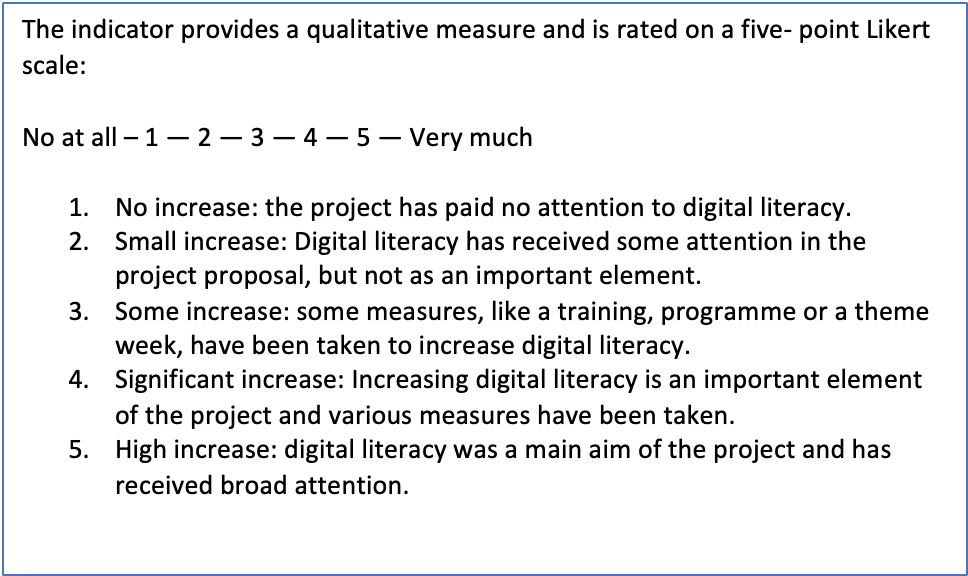 The indicator provides a qualitative measure and is rated on a five- point Likert
scale:
No at all – 1 — 2 — 3 — 4 — 5 — Very much
1. No increase: the project has paid no attention to digital literacy.
2. Small increase: Digital literacy has received some attention in the
project proposal, but not as an important element.
3. Some increase: some measures, like a training, programme or a theme
week, have been taken to increase digital literacy.
4. Significant increase: Increasing digital literacy is an important element
of the project and various measures have been taken.
5. High increase: digital literacy was a main aim of the project and has
received broad attention.